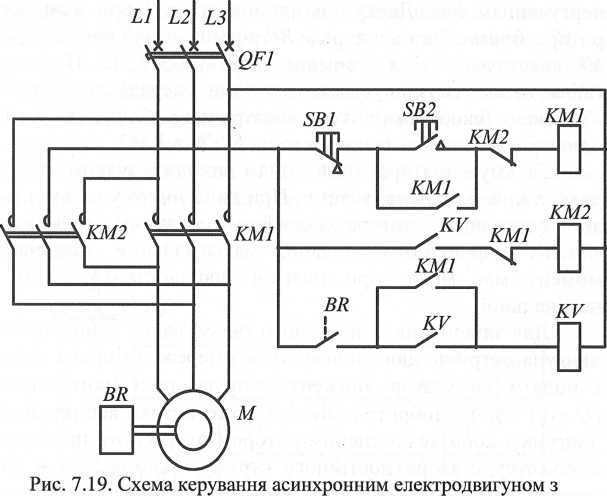 L1 L2 L3
QF1
SB1 SB2 KM2 KM1
KM1
KM2 KM1 KV KM1 KM2
KM1
BR KV KV
BR M
Рис. 7.19. Схема керування асинхронним електродвигуном з